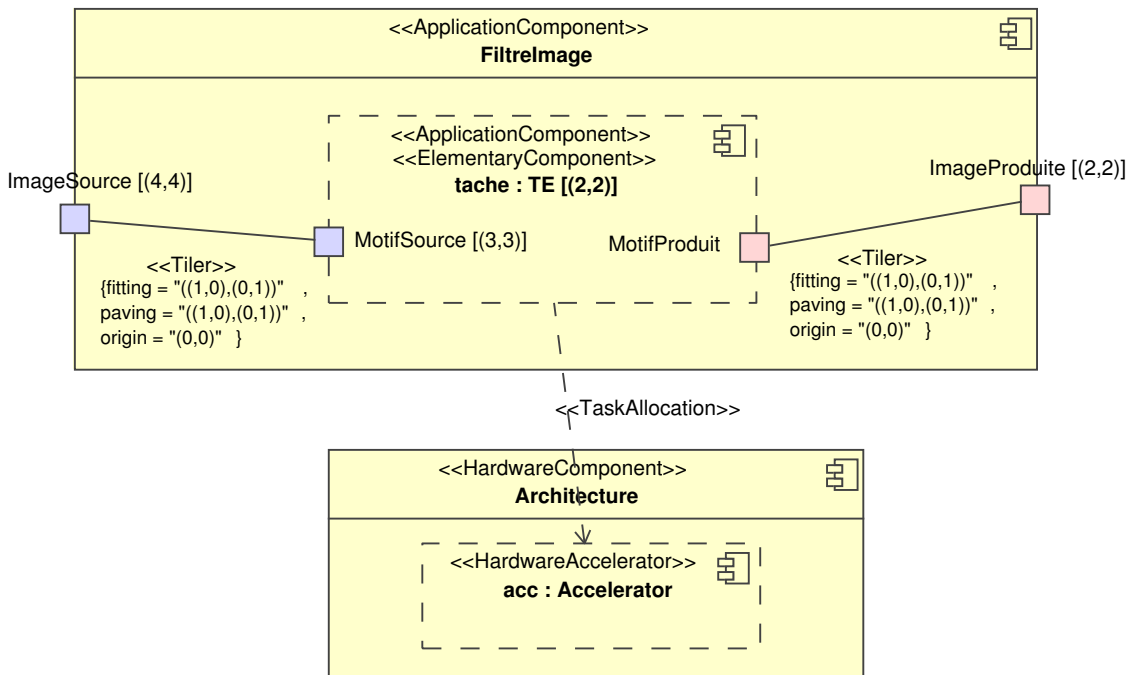 <<ApplicationComponent>>
FiltreImage
<<ApplicationComponent>>
<<ElementaryComponent>>
tache : TE [(2,2)]
ImageSource [(4,4)]
ImageProduite [(2,2)]
MotifSource [(3,3)]
MotifProduit
<<Tiler>>
{fitting = "((1,0),(0,1))" ,
paving = "((1,0),(0,1))" ,
origin = "(0,0)" }
<<Tiler>>
{fitting = "((1,0),(0,1))" ,
paving = "((1,0),(0,1))" ,
origin = "(0,0)" }
<<TaskAllocation>>
<<HardwareComponent>>
Architecture
<<HardwareAccelerator>>
acc : Accelerator